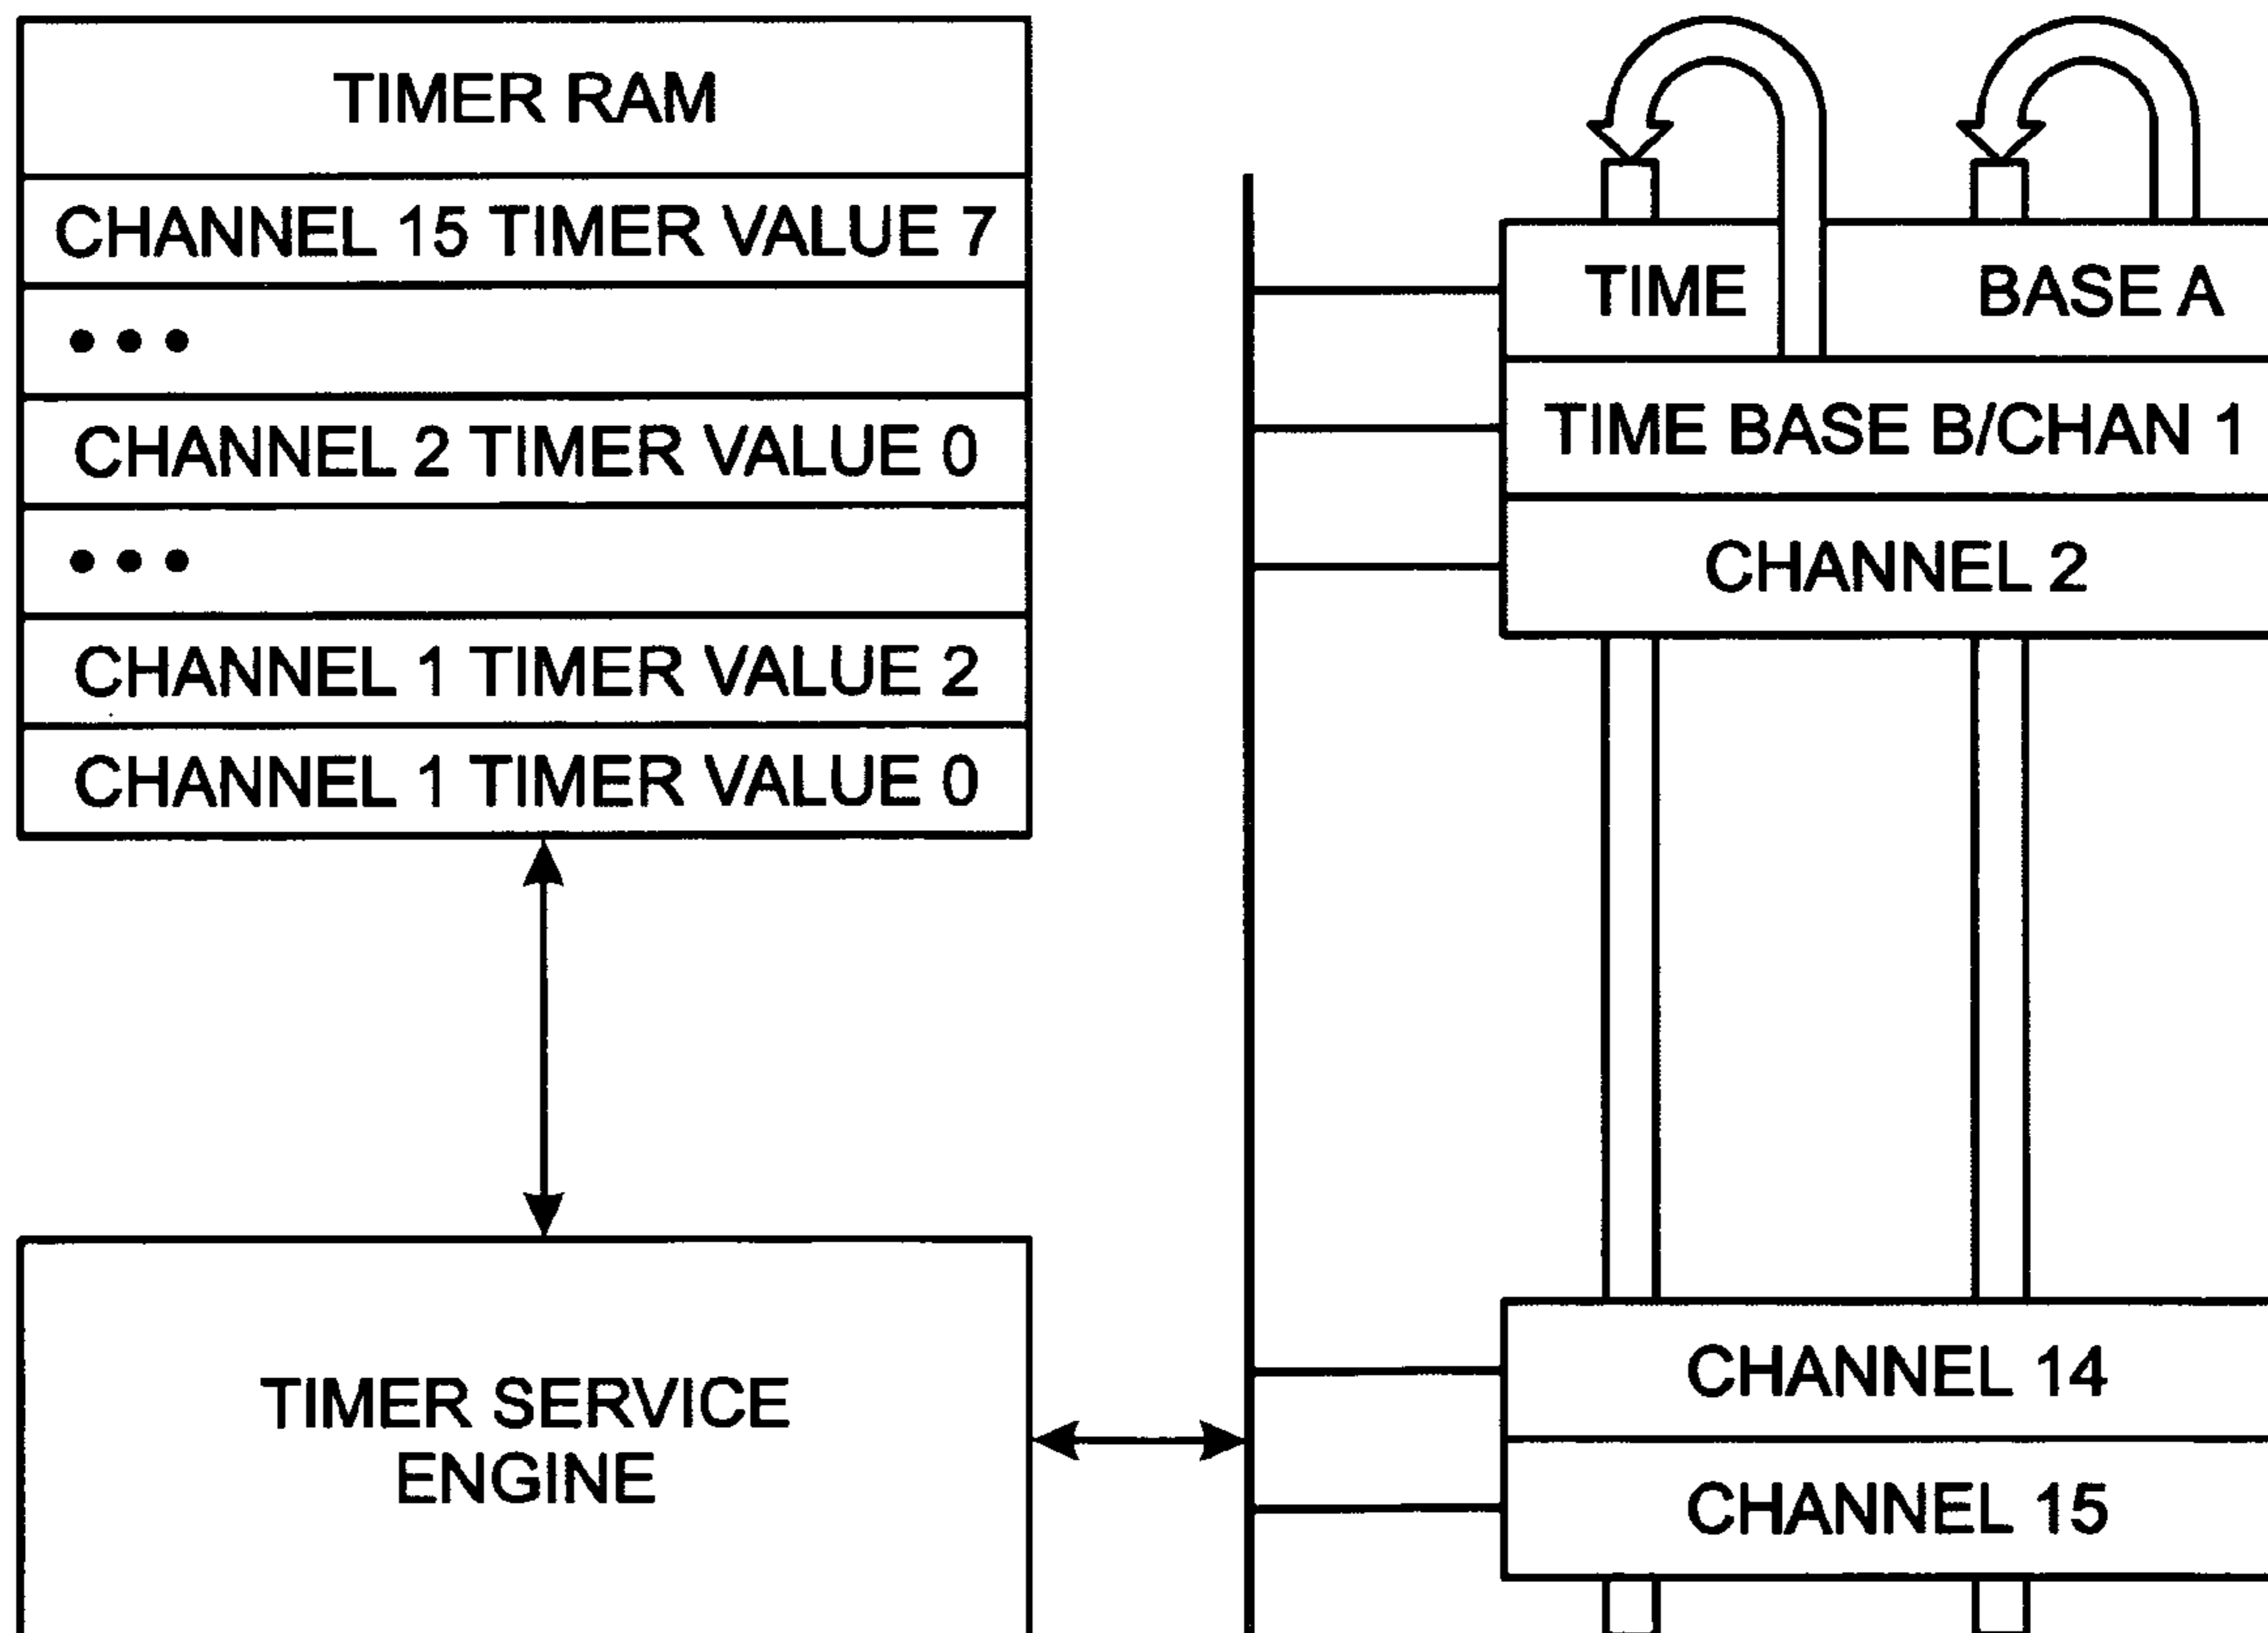 TIMER RAM
CHANNEL 15 TIMER VALUE 7
•••
CHANNEL 2 TIMER VALUE 0
•••
CHANNEL 1 TIMER VALUE 2
CHANNEL 1 TIMER VALUE 0
TIMER SERVICE
ENGINE
TIME BASE A
TIME BASE B/CHAN 1
CHANNEL 2
CHANNEL 14
CHANNEL 15